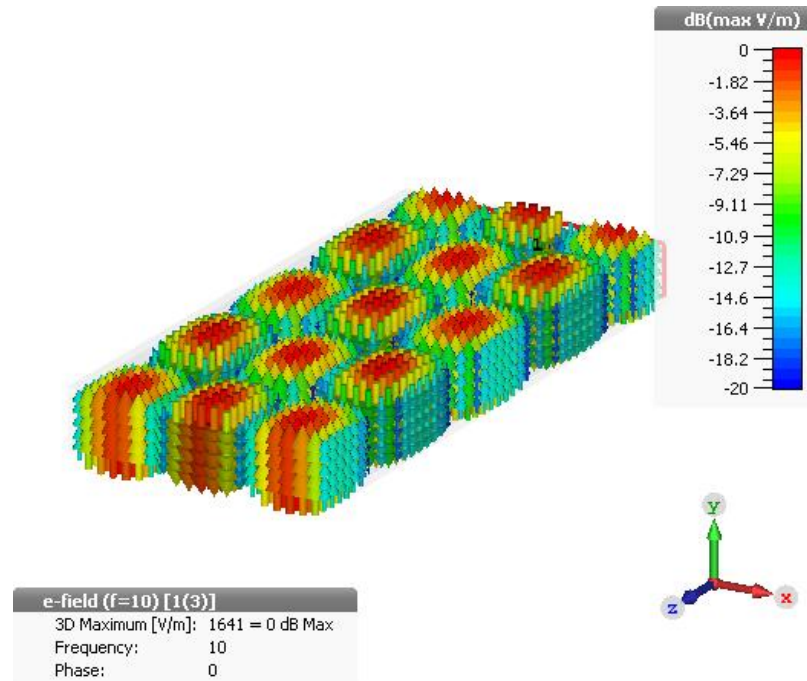 dB(max V/m)
0
-1.82
-3.64
-5.46
-7.29
-9.11
-10.9
-12.7
-14.6
-16.4
-18.2
-20
1
y
z
x
e-field (f=10) [1(3)]
3D Maximum [V/m]: 1641 = 0 dB Max
Frequency: 10
Phase: 0